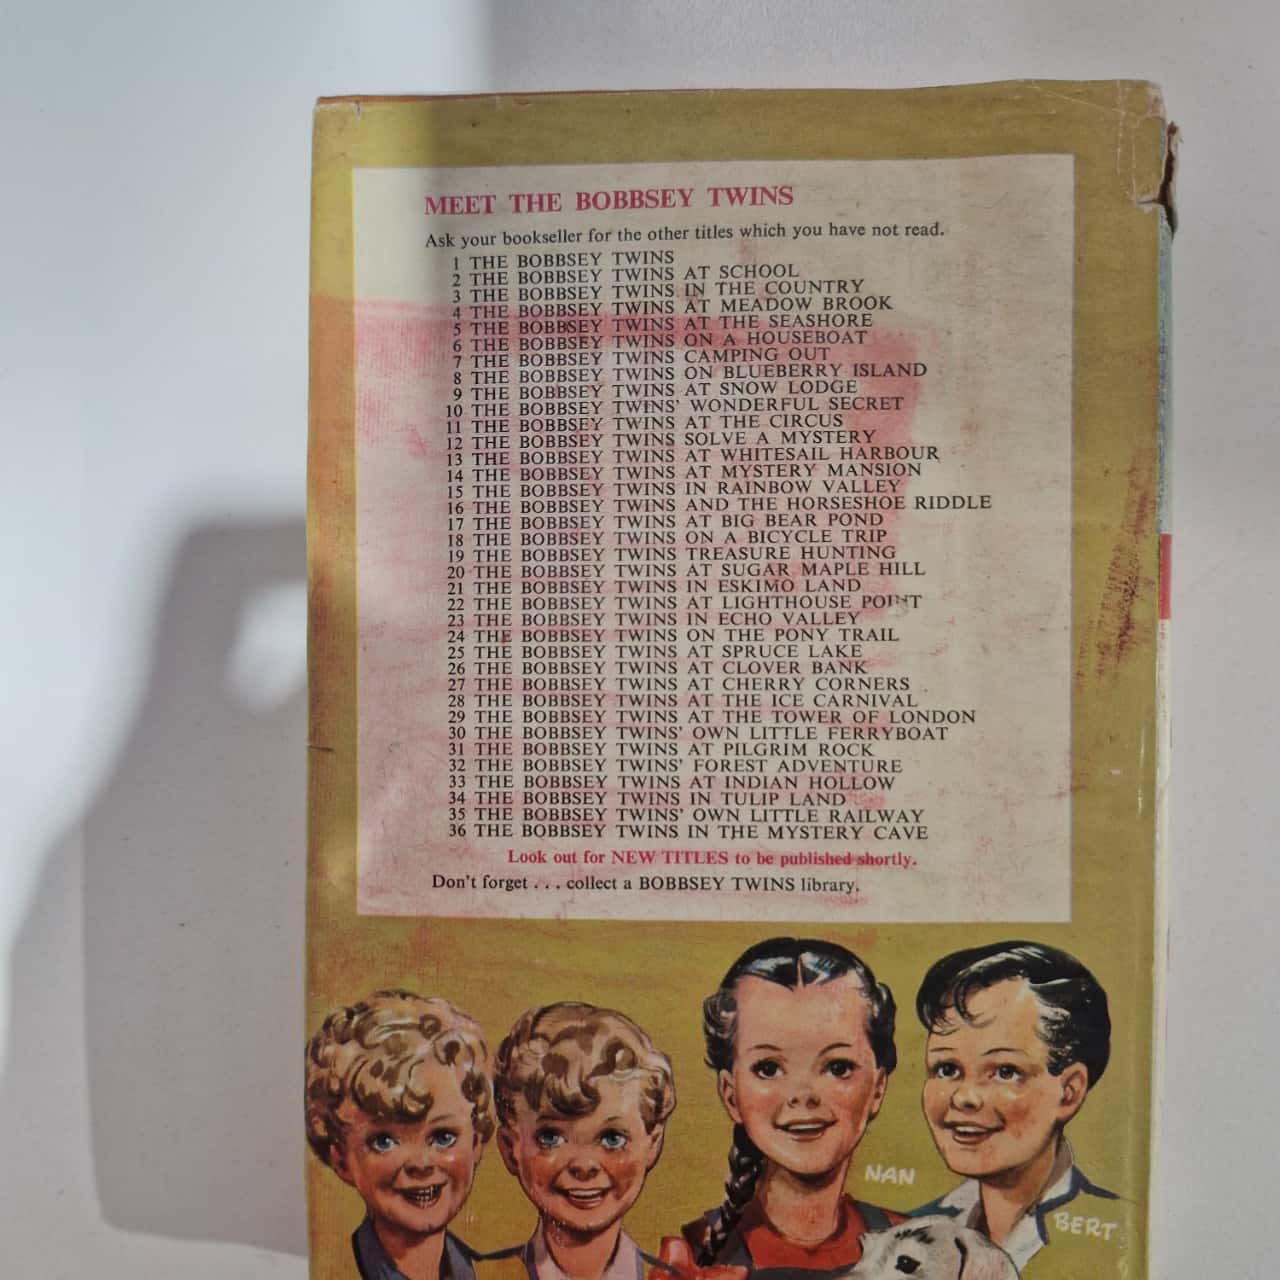 MEET THE BOBBSEY TWINS
Ask your bookseller for the other titles which you have not read.
1 THE BOBBSEY TWINS
2 THE BOBBSEY TWINS AT SCHOOL
3 THE BOBBSEY TWINS IN THE COUNTRY
4 THE BOBBSEY TWINS AT MEADOW BROOK
5 THE BOBBSEY TWINS AT THE SEASHORE
6 THE BOBBSEY TWINS ON A HOUSEBOAT
7 THE BOBBSEY TWINS CAMPING OUT
8 THE BOBBSEY TWINS ON BLUEBERRY ISLAND
9 THE BOBBSEY TWINS AT SNOW LODGE
10 THE BOBBSEY TWINS' WONDERFUL SECRET
11 THE BOBBSEY TWINS AT THE CIRCUS
12 THE BOBBSEY TWINS SOLVE A MYSTERY
13 THE BOBBSEY TWINS AT WHITESAIL HARBOUR
14 THE BOBBSEY TWINS AT MYSTERY MANSION
15 THE BOBBSEY TWINS IN RAINBOW VALLEY
16 THE BOBBSEY TWINS AND THE HORSESHOE RIDDLE
17 THE BOBBSEY TWINS AT BIG BEAR POND
18 THE BOBBSEY TWINS ON A BICYCLE TRIP
19 THE BOBBSEY TWINS TREASURE HUNTING
20 THE BOBBSEY TWINS AT SUGAR MAPLE HILL
21 THE BOBBSEY TWINS IN ESKIMO LAND
22 THE BOBBSEY TWINS AT LIGHTHOUSE POINT
23 THE BOBBSEY TWINS IN ECHO VALLEY
24 THE BOBBSEY TWINS ON THE PONY TRAIL
25 THE BOBBSEY TWINS AT SPRUCE LAKE
26 THE BOBBSEY TWINS AT CLOVER BANK
27 THE BOBBSEY TWINS AT CHERRY CORNERS
28 THE BOBBSEY TWINS AT THE ICE CARNIVAL
29 THE BOBBSEY TWINS AT THE TOWER OF LONDON
30 THE BOBBSEY TWINS' OWN LITTLE FERRYBOAT
31 THE BOBBSEY TWINS AT PILGRIM ROCK
32 THE BOBBSEY TWINS' FOREST ADVENTURE
33 THE BOBBSEY TWINS AT INDIAN HOLLOW
34 THE BOBBSEY TWINS IN TULIP LAND
35 THE BOBBSEY TWINS' OWN LITTLE RAILWAY
36 THE BOBBSEY TWINS IN THE MYSTERY CAVE
Look out for NEW TITLES to be published shortly.
Don't forget . . . collect a BOBBSEY TWINS library.
NAN
BERT